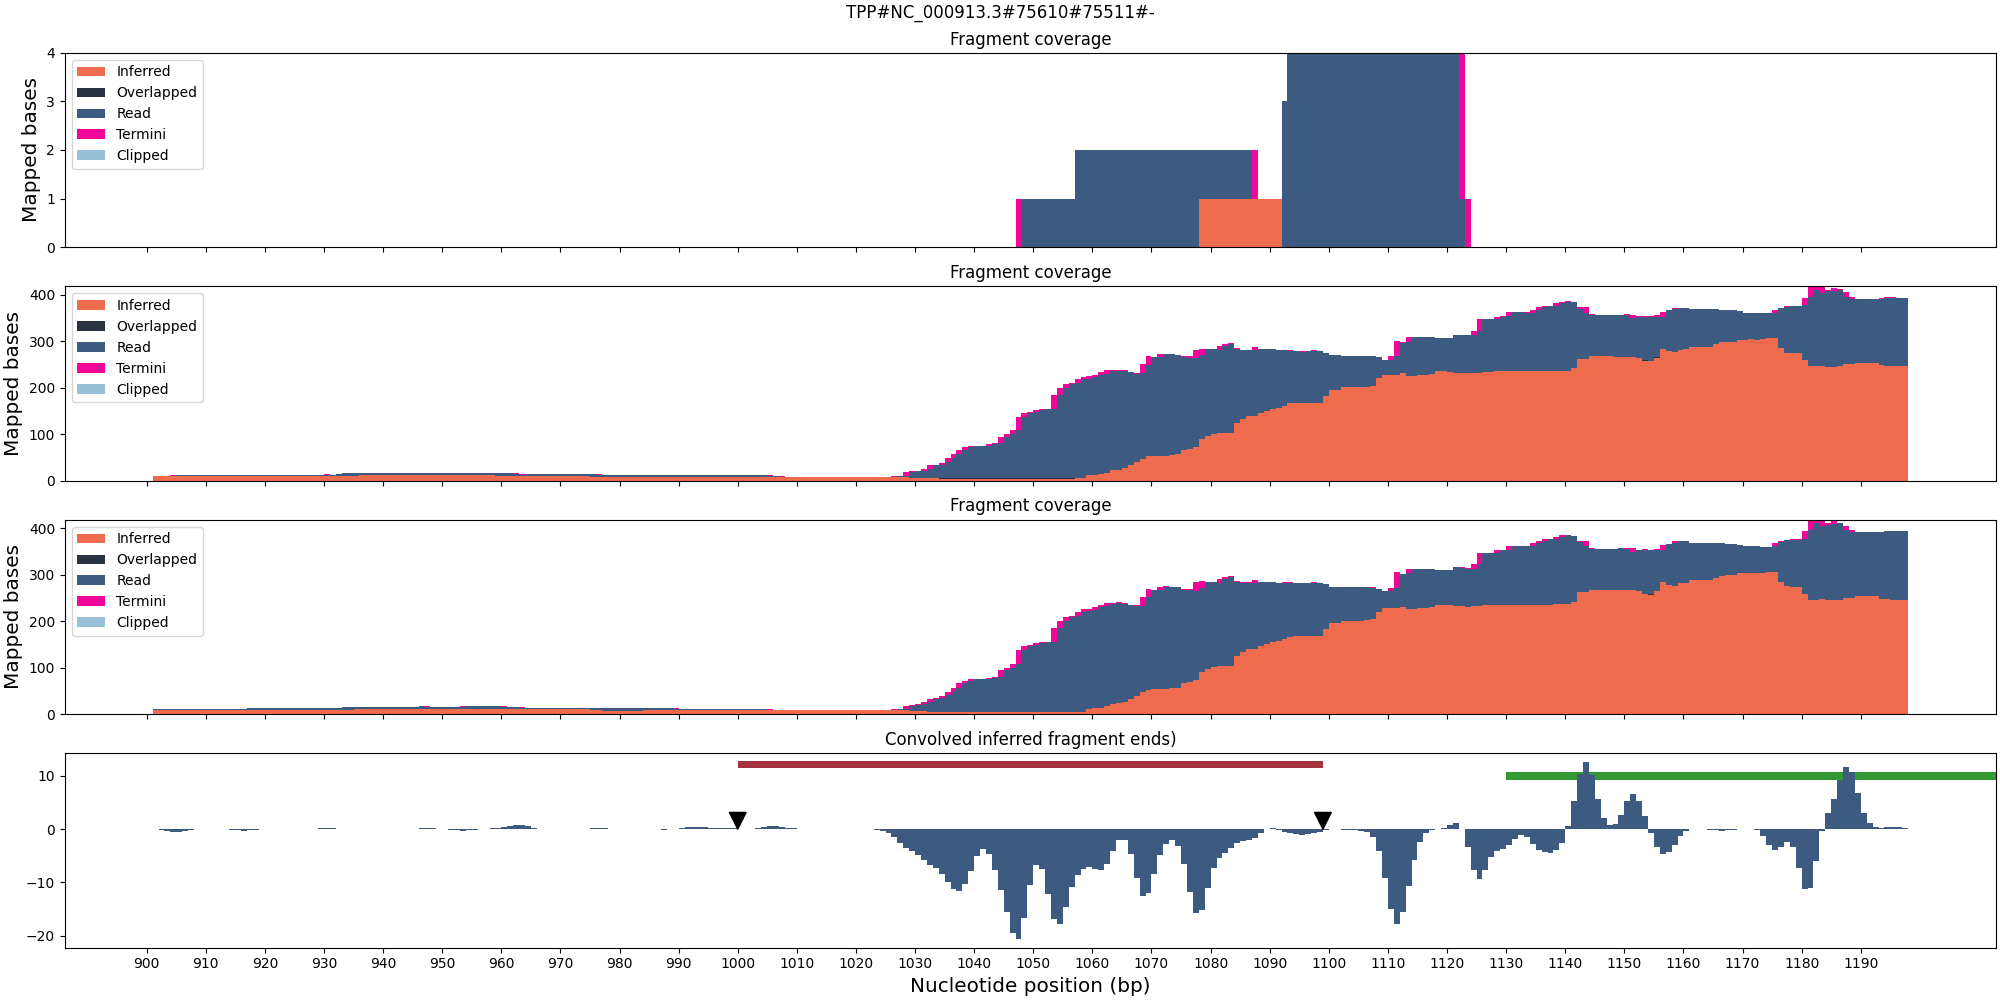 TPP#NC_000913.3#75610#75511#-
Fragment coverage
Mapped bases
4
3
2
1
0
Inferred
Overlapped
Read
Termini
Clipped
Fragment coverage
Mapped bases
400
300
200
100
0
Inferred
Overlapped
Read
Termini
Clipped
Fragment coverage
Mapped bases
400
300
200
100
0
Inferred
Overlapped
Read
Termini
Clipped
Convolved inferred fragment ends)
10
0
−10
−20
900 910 920 930 940 950 960 970 980 990 1000 1010 1020 1030 1040 1050 1060 1070 1080 1090 1100 1110 1120 1130 1140 1150 1160 1170 1180 1190
Nucleotide position (bp)